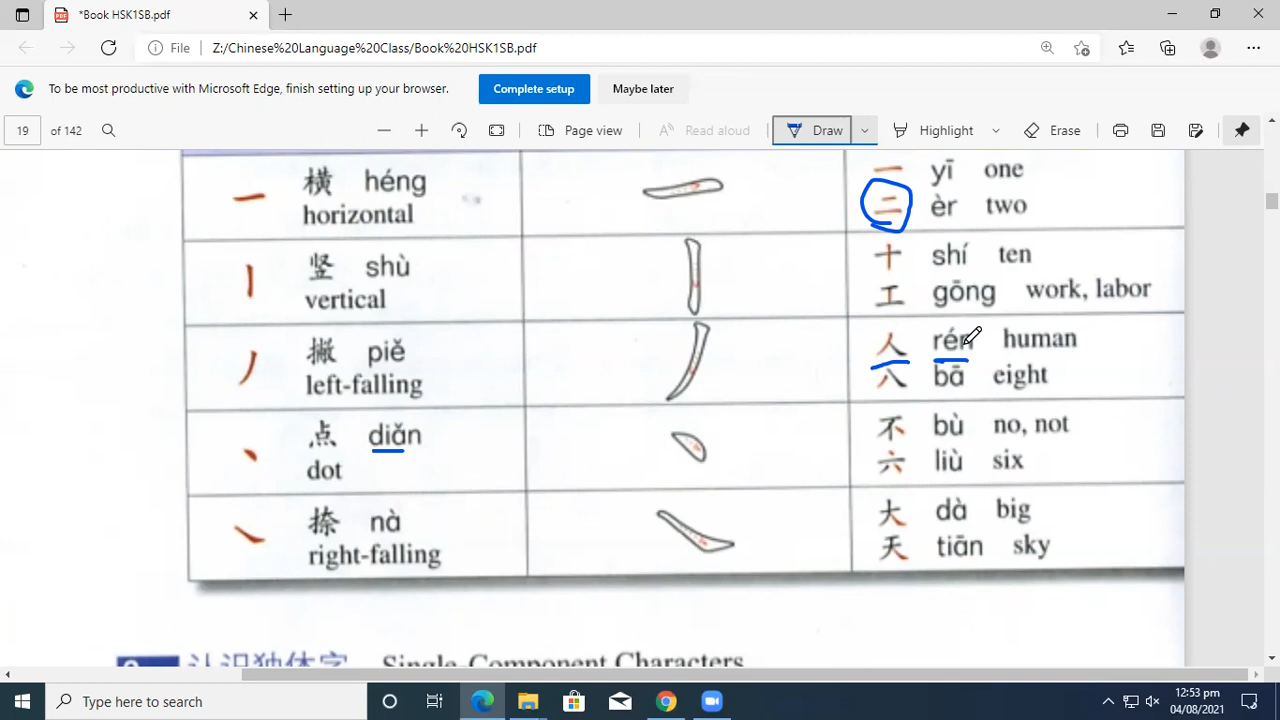 *Book HSK1SB.pdf
File Z:/Chinese%20Language%20Class/Book%20HSK1SB.pdf
To be most productive with Microsoft Edge, finish setting up your browser. Complete setup Maybe later
19 of 142 Page view Read aloud Draw Highlight Erase
一 横 héng 一 yī one
horizontal 二 èr two
丨 竖 shù 十 shí ten
vertical 工 gōng work, labor
丿 撇 piě 人 rén human
left-falling 八 bā eight
丶 点 diǎn 不 bù no, not
dot 六 liù six
㇏ 捺 nà 大 dà big
right-falling 天 tiān sky
认识独体字 Single-Component Characters
Type here to search
12:53 pm
04/08/2021